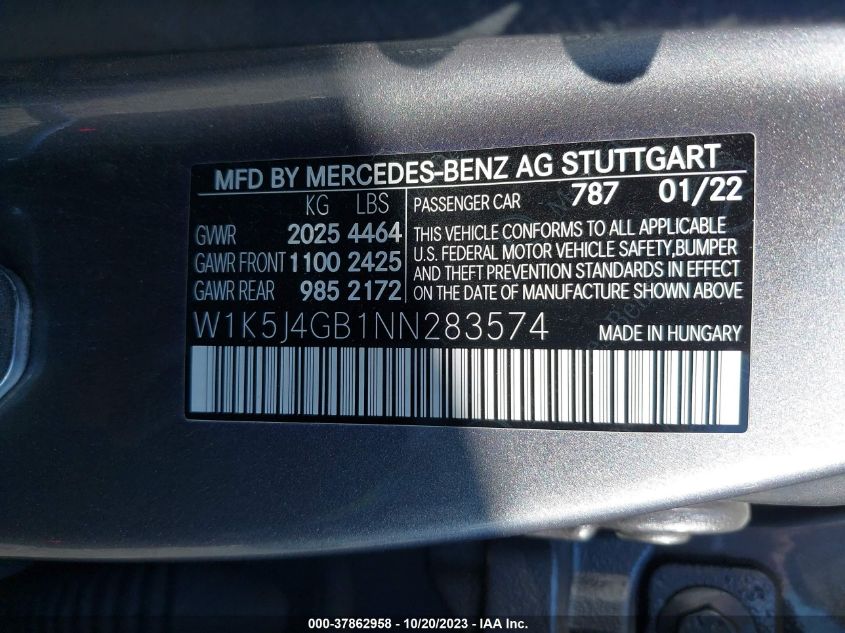 MFD BY MERCEDES-BENZ AG STUTTGART
KG LBS
GVWR 2025 4464
GAWR FRONT 1100 2425
GAWR REAR 985 2172
PASSENGER CAR 787 01/22
THIS VEHICLE CONFORMS TO ALL APPLICABLE
U.S. FEDERAL MOTOR VEHICLE SAFETY,BUMPER
AND THEFT PREVENTION STANDARDS IN EFFECT
ON THE DATE OF MANUFACTURE SHOWN ABOVE
W1K5J4GB1NN283574 MADE IN HUNGARY
000-37862958 - 10/20/2023 - IAA Inc.